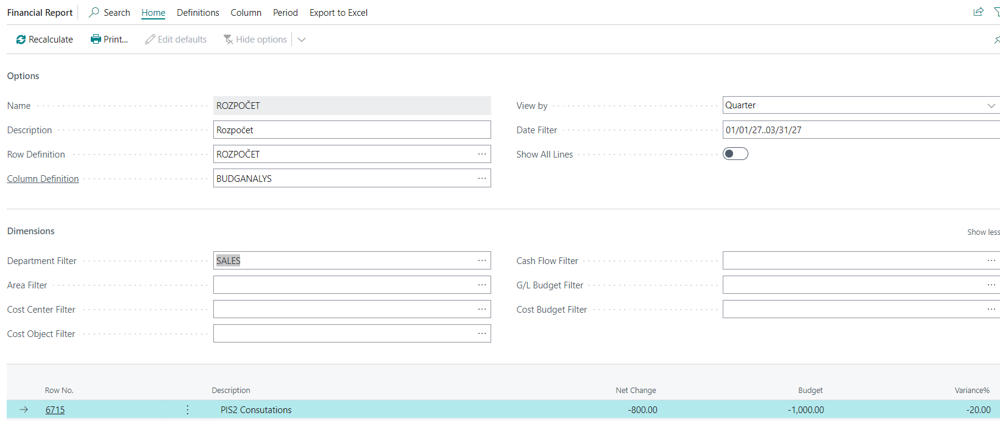 Financial Report Search Home Definitions Column Period Export to Excel
Recalculate Print... Edit defaults Hide options
Options
Name ROZPOČET View by Quarter
Description Rozpočet Date Filter 01/01/27..03/31/27
Row Definition ROZPOČET ... Show All Lines
Column Definition BUDGANALYS ...
Dimensions
Show less
Department Filter SALES ... Cash Flow Filter ...
Area Filter ... G/L Budget Filter ...
Cost Center Filter ... Cost Budget Filter ...
Cost Object Filter ...
Row No. Description Net Change Budget Variance%
6715 PIS2 Consutations -800.00 -1,000.00 -20.00